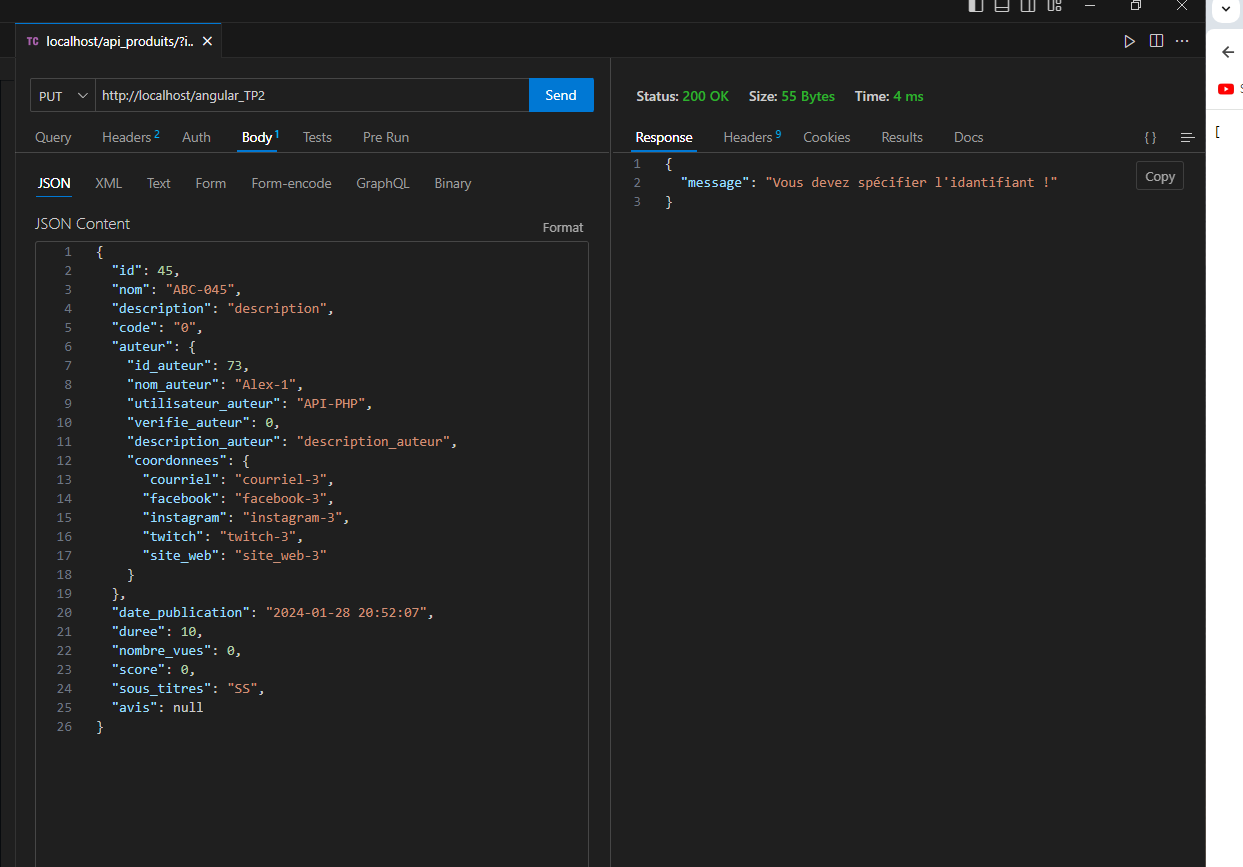 TC localhost/api_produits/?i..
PUT http://localhost/angular_TP2 Send
Query Headers 2 Auth Body 1 Tests Pre Run
JSON XML Text Form Form-encode GraphQL Binary
JSON Content
Format
1 {
2 "id": 45,
3 "nom": "ABC-045",
4 "description": "description",
5 "code": "0",
6 "auteur": {
7 "id_auteur": 73,
8 "nom_auteur": "Alex-1",
9 "utilisateur_auteur": "API-PHP",
10 "verifie_auteur": 0,
11 "description_auteur": "description_auteur",
12 "coordonnees": {
13 "courriel": "courriel-3",
14 "facebook": "facebook-3",
15 "instagram": "instagram-3",
16 "twitch": "twitch-3",
17 "site_web": "site_web-3"
18 }
19 },
20 "date_publication": "2024-01-28 20:52:07",
21 "duree": 10,
22 "nombre_vues": 0,
23 "score": 0,
24 "sous_titres": "SS",
25 "avis": null
26 }
Status: 200 OK Size: 55 Bytes Time: 4 ms
Response Headers 9 Cookies Results Docs { }
1 {
2 "message": "Vous devez spécifier l'idantifiant !"
3 }
Copy
[